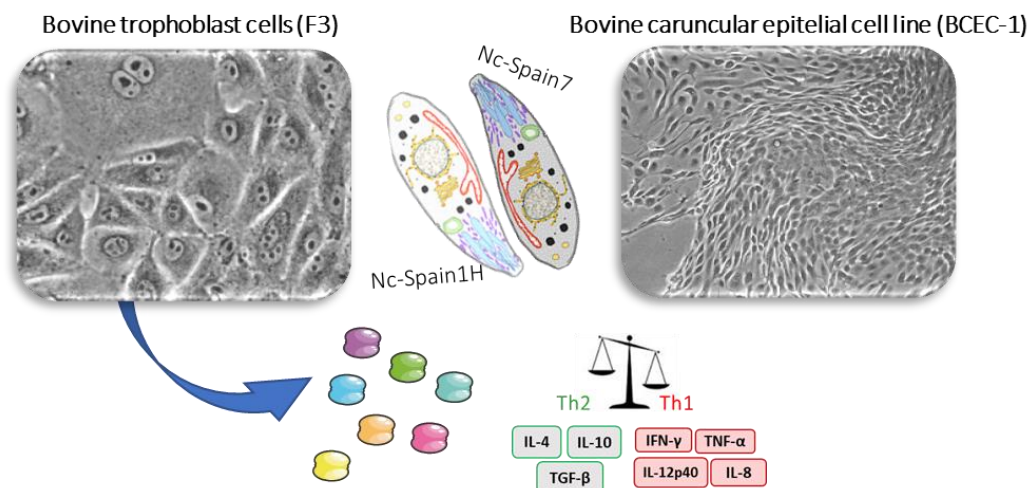 Bovine trophoblast cells (F3)
Bovine caruncular epitelial cell line (BCEC-1)
Nc-Spain7
Nc-Spain1H
Th2
Th1
IL-4
IL-10
IFN-γ
TNF-α
TGF-β
IL-12p40
IL-8